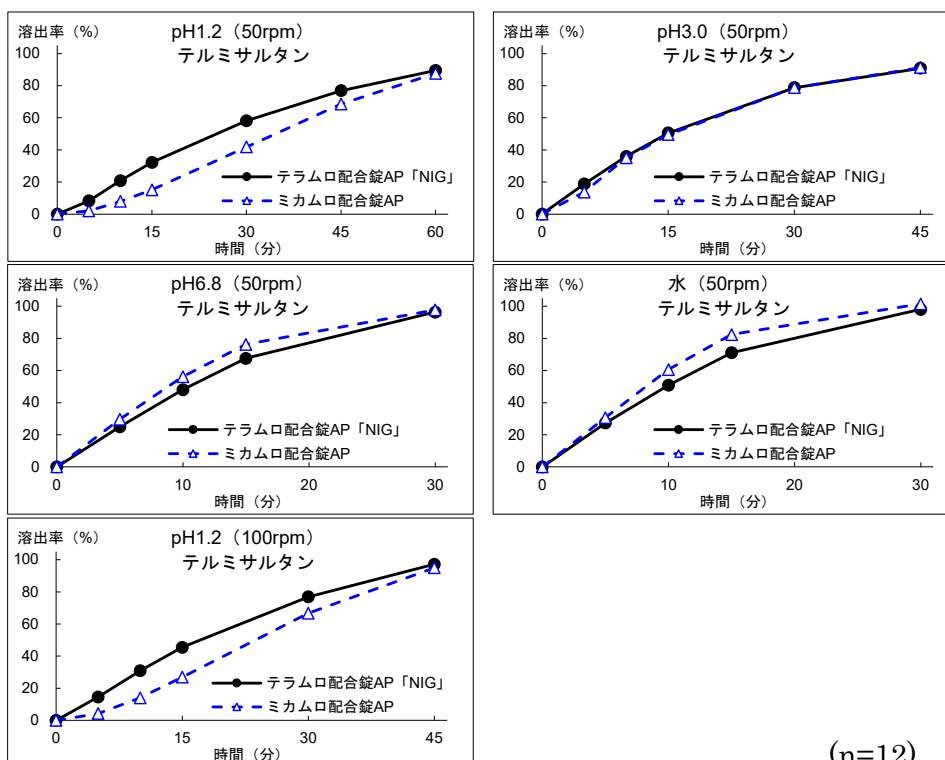 溶出率（%）
pH1.2（50rpm）
テルミサルタン
100
80
60
40
20
0
テラムロ配合錠AP「NIG」
ミカムロ配合錠AP
0 15 30 45 60
時間（分）
溶出率（%）
pH3.0（50rpm）
テルミサルタン
100
80
60
40
20
0
テラムロ配合錠AP「NIG」
ミカムロ配合錠AP
0 15 30 45
時間（分）
溶出率（%）
pH6.8（50rpm）
テルミサルタン
100
80
60
40
20
0
テラムロ配合錠AP「NIG」
ミカムロ配合錠AP
0 10 20 30
時間（分）
溶出率（%）
水（50rpm）
テルミサルタン
100
80
60
40
20
0
テラムロ配合錠AP「NIG」
ミカムロ配合錠AP
0 10 20 30
時間（分）
溶出率（%）
pH1.2（100rpm）
テルミサルタン
100
80
60
40
20
0
テラムロ配合錠AP「NIG」
ミカムロ配合錠AP
0 15 30 45
時間（分）
(n=12)